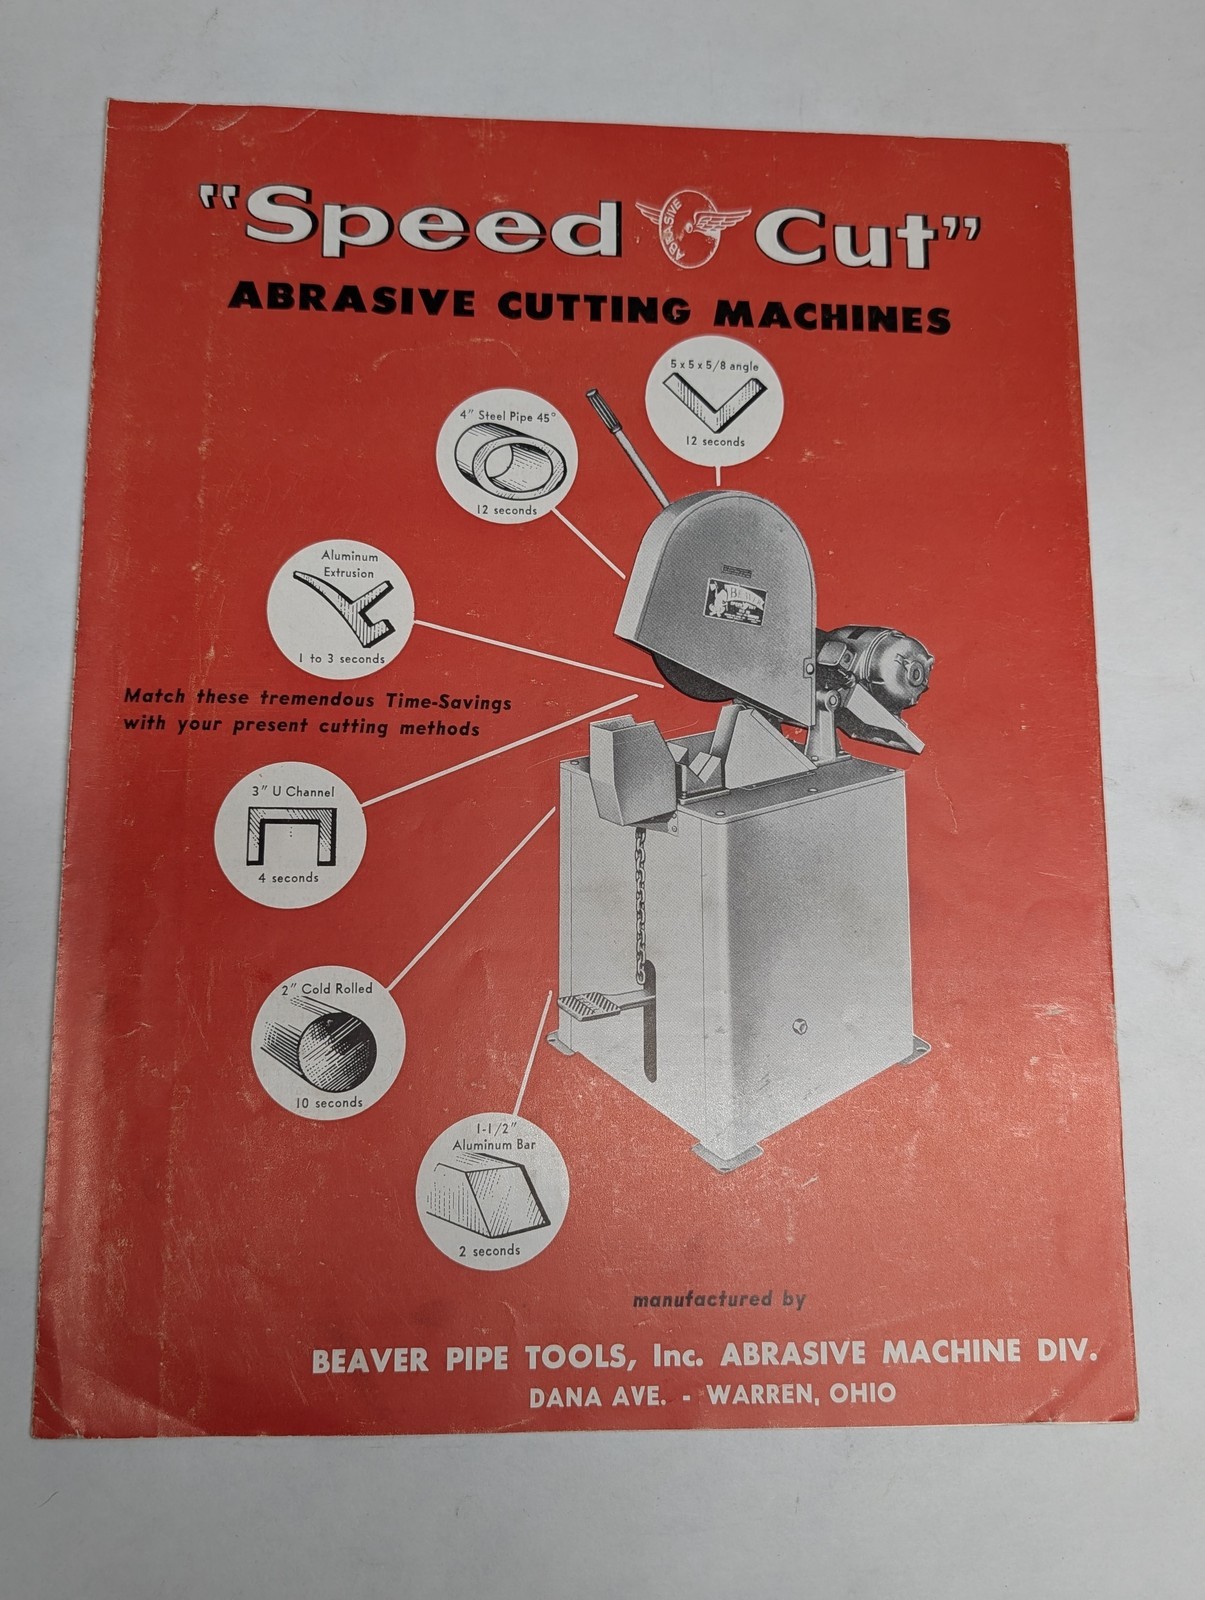 "Speed Cut"
ABRASIVE
ABRASIVE CUTTING MACHINES
5 x 5 x 5/8 angle
12 seconds
4" Steel Pipe 45°
12 seconds
Aluminum
Extrusion
1 to 3 seconds
BEAVER
Match these tremendous Time-Savings
with your present cutting methods
3" U Channel
4 seconds
2" Cold Rolled
10 seconds
1-1/2"
Aluminum Bar
2 seconds
manufactured by
BEAVER PIPE TOOLS, Inc. ABRASIVE MACHINE DIV.
DANA AVE. - WARREN, OHIO